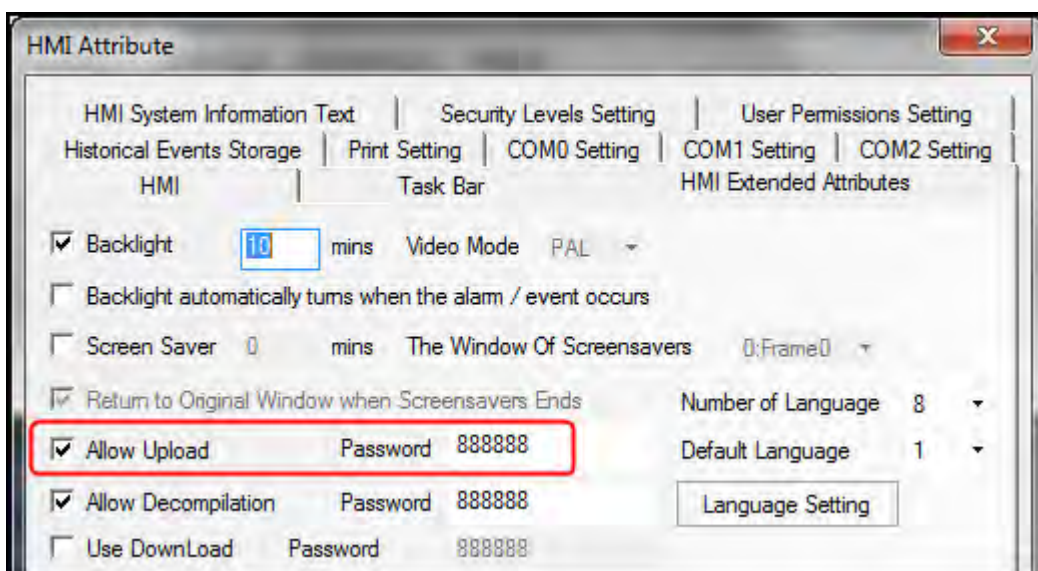 HMI Attribute
HMI System Information Text Security Levels Setting User Permissions Setting
Historical Events Storage Print Setting COM0 Setting COM1 Setting COM2 Setting
HMI Task Bar HMI Extended Attributes
Backlight 10 mins Video Mode PAL
Backlight automatically turns when the alarm / event occurs
Screen Saver 0 mins The Window Of Screensavers 0:Frame0
Return to Original Window when Screensavers Ends Number of Language 8
Allow Upload Password 888888 Default Language 1
Allow Decompilation Password 888888 Language Setting
Use DownLoad Password 888888